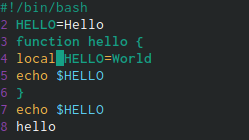 #!/bin/bash
2 HELLO=Hello
3 function hello {
4 local HELLO=World
5 echo $HELLO
6 }
7 echo $HELLO
8 hello